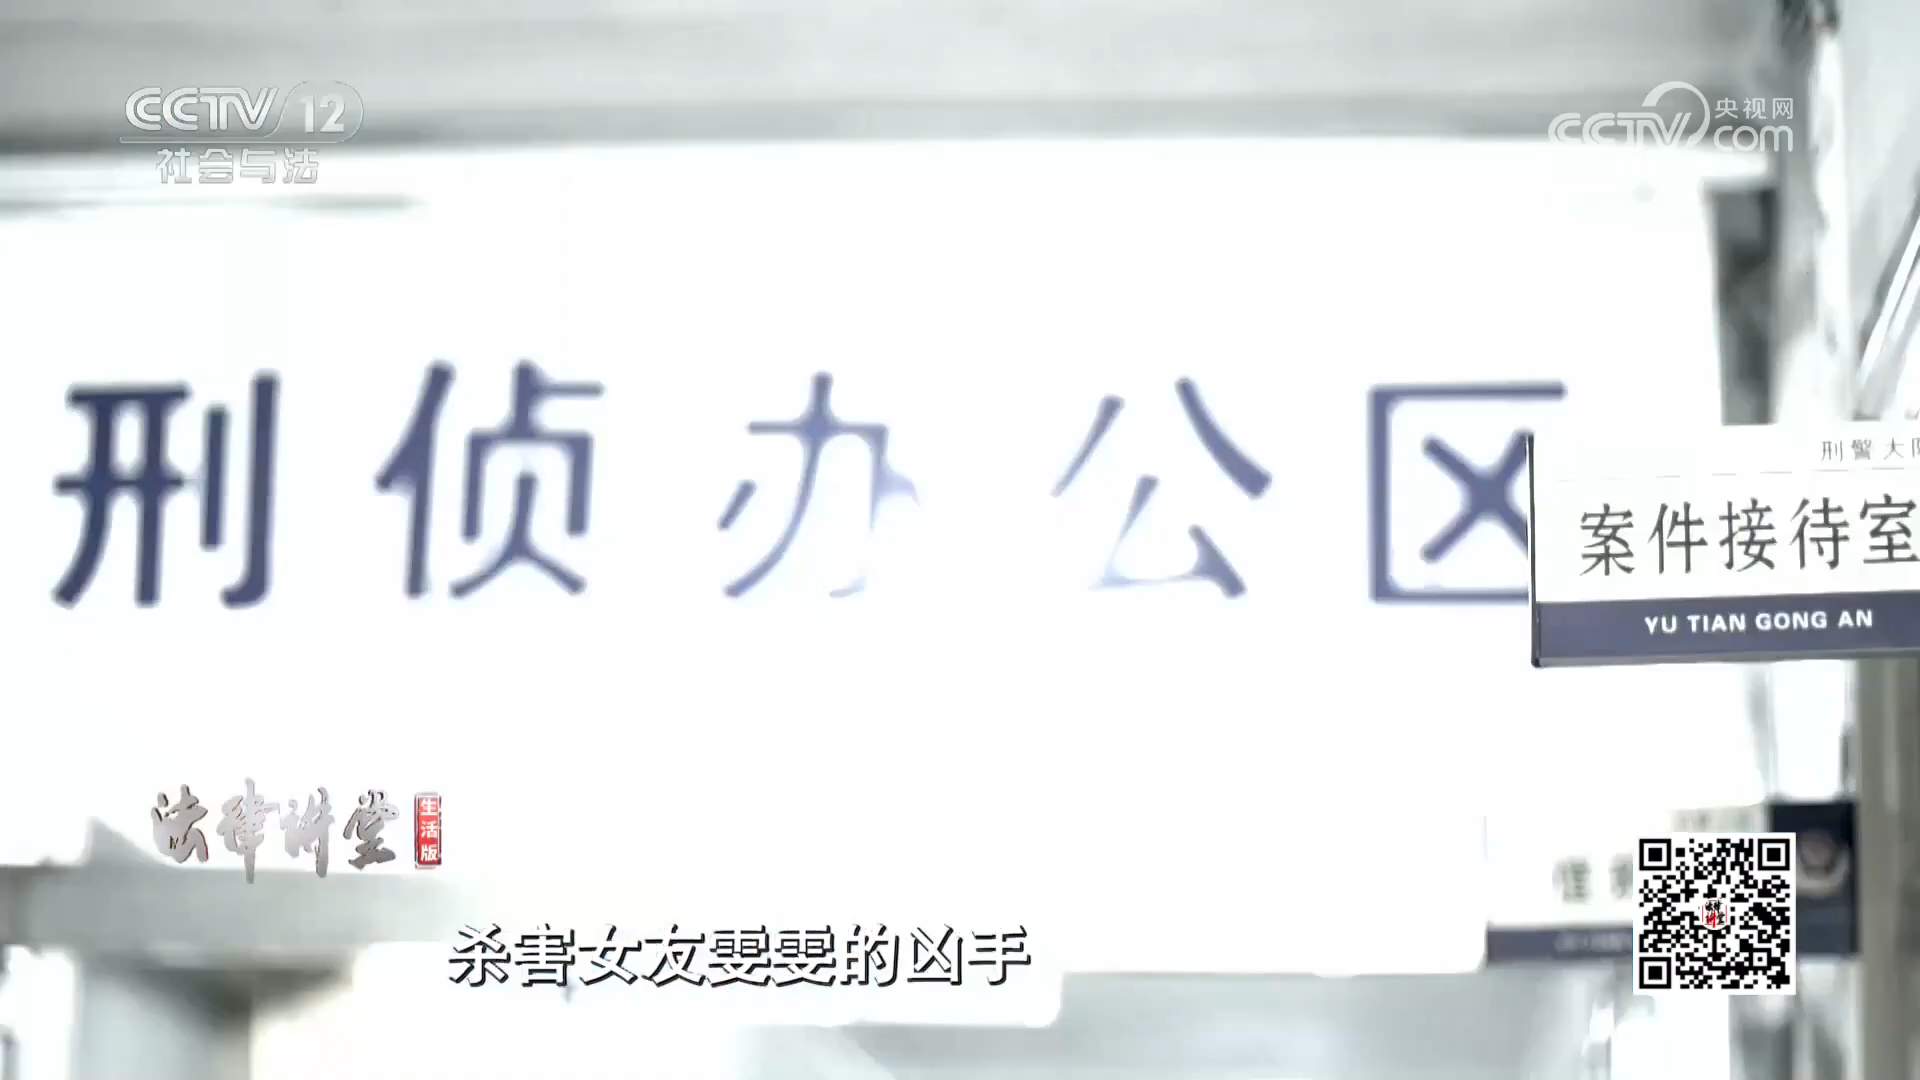 CCTV 12
社会与法
央视网
CCTV.com
刑侦办公区
刑警大
案件接待室
YU TIAN GONG AN
法律讲堂
生活版
信
杀害女友雯雯的凶手